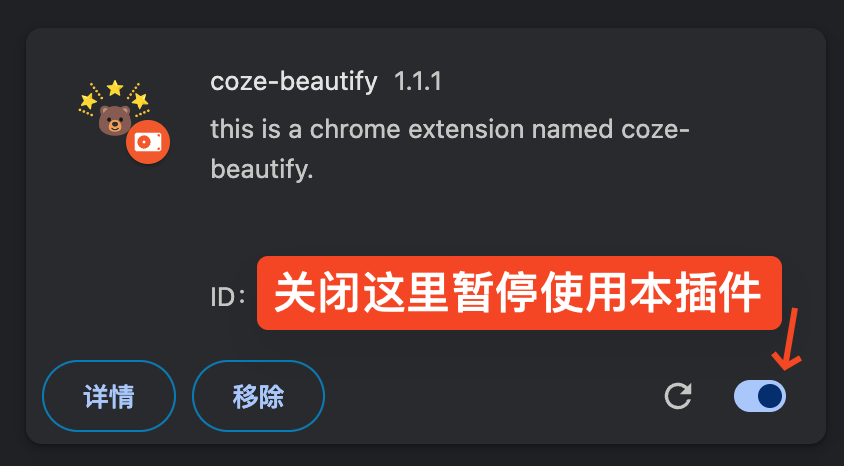 coze-beautify 1.1.1
this is a chrome extension named coze-
beautify.
ID：
关闭这里暂停使用本插件
详情
移除